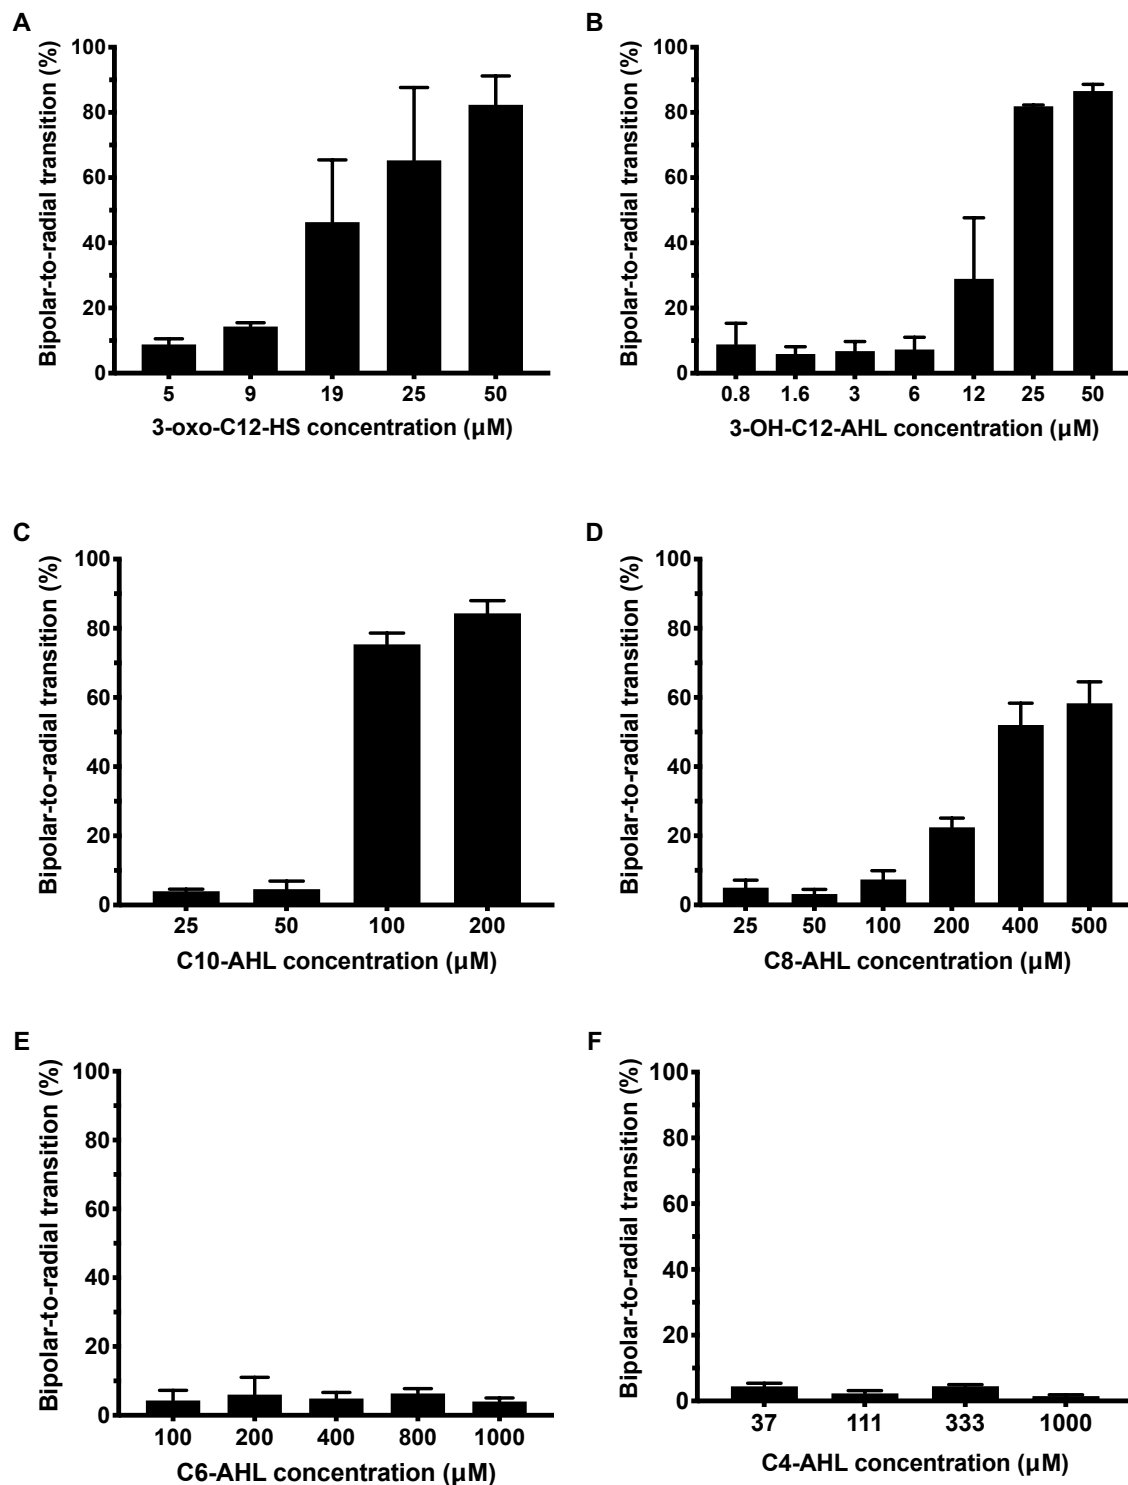 A
Bipolar-to-radial transition (%)
100
80
60
40
20
0
5 9 19 25 50
3-oxo-C12-HS concentration (µM)
B
Bipolar-to-radial transition (%)
100
80
60
40
20
0
0.8 1.6 3 6 12 25 50
3-OH-C12-AHL concentration (µM)
C
Bipolar-to-radial transition (%)
100
80
60
40
20
0
25 50 100 200
C10-AHL concentration (µM)
D
Bipolar-to-radial transition (%)
100
80
60
40
20
0
25 50 100 200 400 500
C8-AHL concentration (µM)
E
Bipolar-to-radial transition (%)
100
80
60
40
20
0
100 200 400 800 1000
C6-AHL concentration (µM)
F
Bipolar-to-radial transition (%)
100
80
60
40
20
0
37 111 333 1000
C4-AHL concentration (µM)